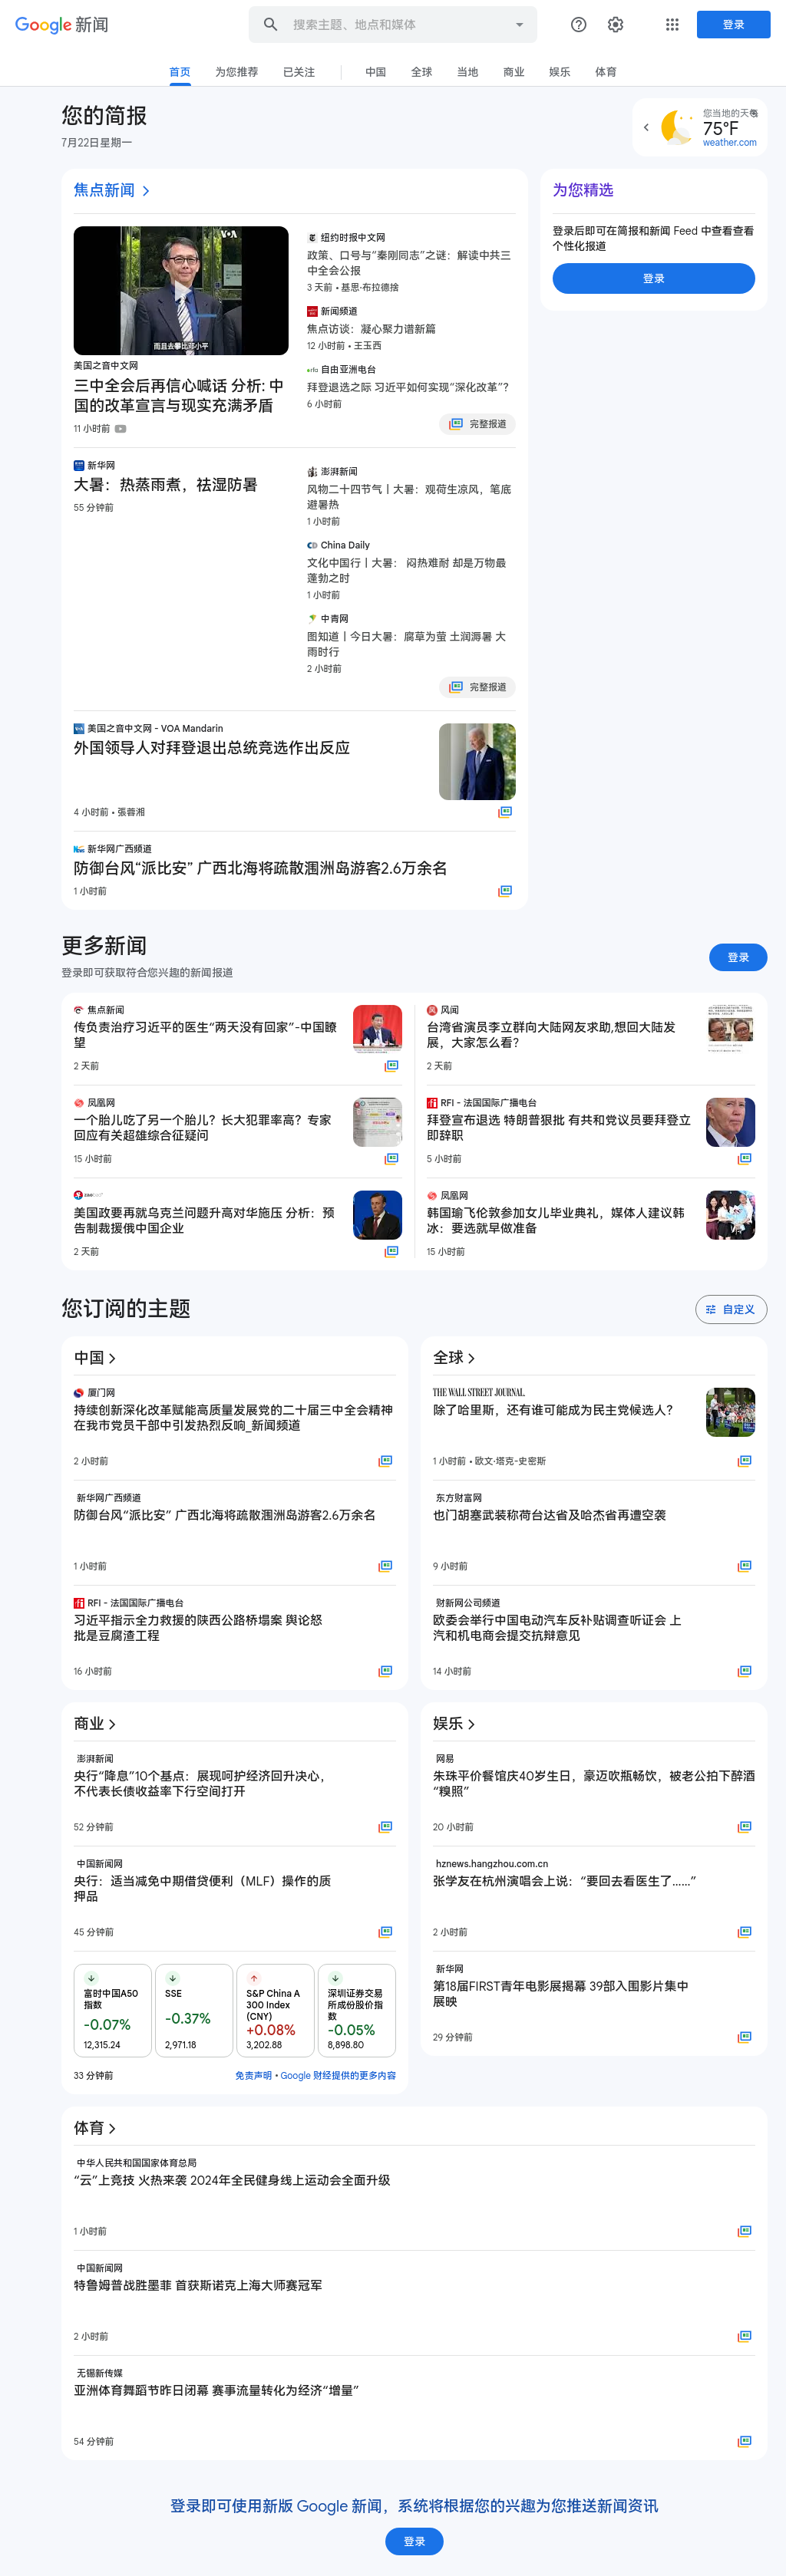 Google 新闻
搜索主题、地点和媒体
登录
首页
为您推荐
已关注
中国
全球
当地
商业
娱乐
体育
您的简报
7月22日星期一
您当地的天气
75°F
weather.com
焦点新闻
VOA
而且去攀比邓小平
美国之音中文网
三中全会后再信心喊话 分析: 中
国的改革宣言与现实充满矛盾
11 小时前
纽约时报中文网
政策、口号与“秦刚同志”之谜：解读中共三
中全会公报
3 天前 • 基思·布拉德捨
新闻频道
焦点访谈：凝心聚力谱新篇
12 小时前 • 王玉西
自由亚洲电台
拜登退选之际 习近平如何实现“深化改革”？
6 小时前
完整报道
为您精选
登录后即可在简报和新闻 Feed 中查看查看
个性化报道
登录
新华网
大暑：热蒸雨煮，祛湿防暑
55 分钟前
澎湃新闻
风物二十四节气丨大暑：观荷生凉风，笔底
避暑热
1 小时前
China Daily
文化中国行丨大暑： 闷热难耐 却是万物最
蓬勃之时
1 小时前
中青网
图知道丨今日大暑：腐草为萤 土润溽暑 大
雨时行
2 小时前
完整报道
美国之音中文网 - VOA Mandarin
外国领导人对拜登退出总统竞选作出反应
4 小时前 • 張蓉湘
新华网广西频道
防御台风“派比安” 广西北海将疏散涠洲岛游客2.6万余名
1 小时前
更多新闻
登录即可获取符合您兴趣的新闻报道
登录
焦点新闻
传负责治疗习近平的医生“两天没有回家”-中国瞭
望
2 天前
风闻
台湾省演员李立群向大陆网友求助,想回大陆发
展，大家怎么看？
2 天前
凤凰网
一个胎儿吃了另一个胎儿？长大犯罪率高？专家
回应有关超雄综合征疑问
15 小时前
RFI - 法国国际广播电台
拜登宣布退选 特朗普狠批 有共和党议员要拜登立
即辞职
5 小时前
美国政要再就乌克兰问题升高对华施压 分析：预
告制裁援俄中国企业
2 天前
凤凰网
韩国瑜飞伦敦参加女儿毕业典礼，媒体人建议韩
冰：要选就早做准备
15 小时前
您订阅的主题
自定义
中国
厦门网
持续创新深化改革赋能高质量发展党的二十届三中全会精神
在我市党员干部中引发热烈反响_新闻频道
2 小时前
新华网广西频道
防御台风“派比安” 广西北海将疏散涠洲岛游客2.6万余名
1 小时前
RFI - 法国国际广播电台
习近平指示全力救援的陕西公路桥塌案 舆论怒
批是豆腐渣工程
16 小时前
全球
THE WALL STREET JOURNAL.
除了哈里斯，还有谁可能成为民主党候选人？
1 小时前 • 欧文·塔克-史密斯
东方财富网
也门胡塞武装称荷台达省及哈杰省再遭空袭
9 小时前
财新网公司频道
欧委会举行中国电动汽车反补贴调查听证会 上
汽和机电商会提交抗辩意见
14 小时前
商业
澎湃新闻
央行“降息”10个基点：展现呵护经济回升决心，
不代表长债收益率下行空间打开
52 分钟前
中国新闻网
央行：适当减免中期借贷便利（MLF）操作的质
押品
45 分钟前
富时中国A50
指数
-0.07%
12,315.24
SSE
-0.37%
2,971.18
S&P China A
300 Index
(CNY)
+0.08%
3,202.88
深圳证券交易
所成份股价指
数
-0.05%
8,898.80
33 分钟前
免责声明 • Google 财经提供的更多内容
娱乐
网易
朱珠平价餐馆庆40岁生日，豪迈吹瓶畅饮，被老公拍下醉酒
“糗照”
20 小时前
hznews.hangzhou.com.cn
张学友在杭州演唱会上说：“要回去看医生了……”
2 小时前
新华网
第18届FIRST青年电影展揭幕 39部入围影片集中
展映
29 分钟前
体育
中华人民共和国国家体育总局
“云”上竞技 火热来袭 2024年全民健身线上运动会全面升级
1 小时前
中国新闻网
特鲁姆普战胜墨菲 首获斯诺克上海大师赛冠军
2 小时前
无锡新传媒
亚洲体育舞蹈节昨日闭幕 赛事流量转化为经济“增量”
54 分钟前
登录即可使用新版 Google 新闻，系统将根据您的兴趣为您推送新闻资讯
登录